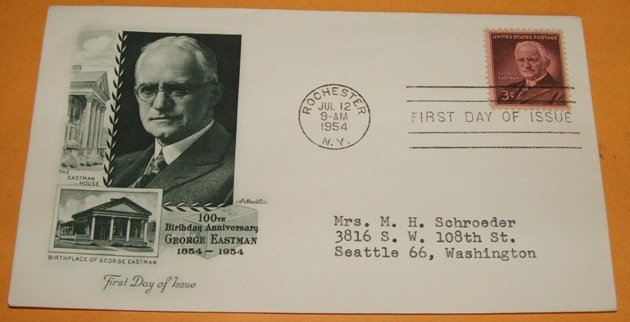 THE
EASTMAN
HOUSE
Artmaster
100TH
Birthday Anniversary
GEORGE EASTMAN
1854 - 1954
BIRTHPLACE OF GEORGE EASTMAN
First Day of Issue
ROCHESTER
JUL 12
9-AM
1954
N.Y.
UNITED STATES POSTAGE
GEORGE
EASTMAN
3¢
FIRST DAY OF ISSUE
Mrs. M. H. Schroeder
3816 S. W. 108th St.
Seattle 66, Washington